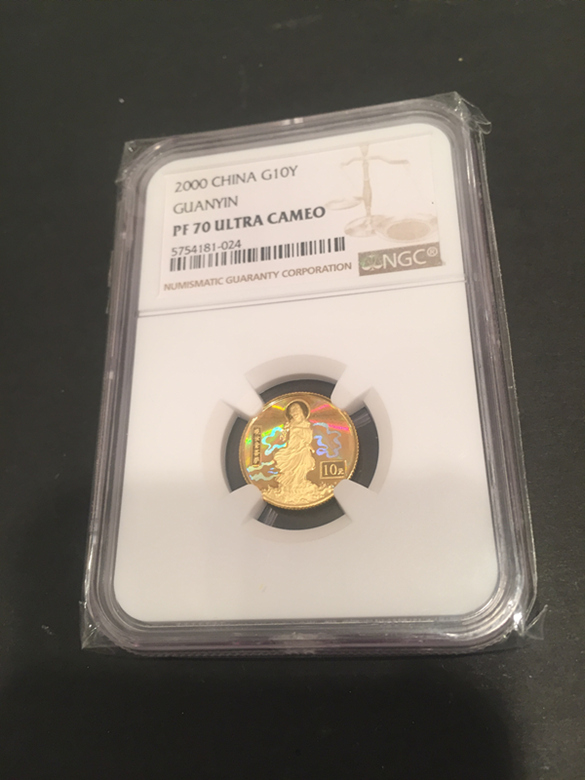 2000 CHINA G10Y
GUANYIN
PF 70 ULTRA CAMEO
5754181-024
NUMISMATIC GUARANTY CORPORATION
NGC®
10元